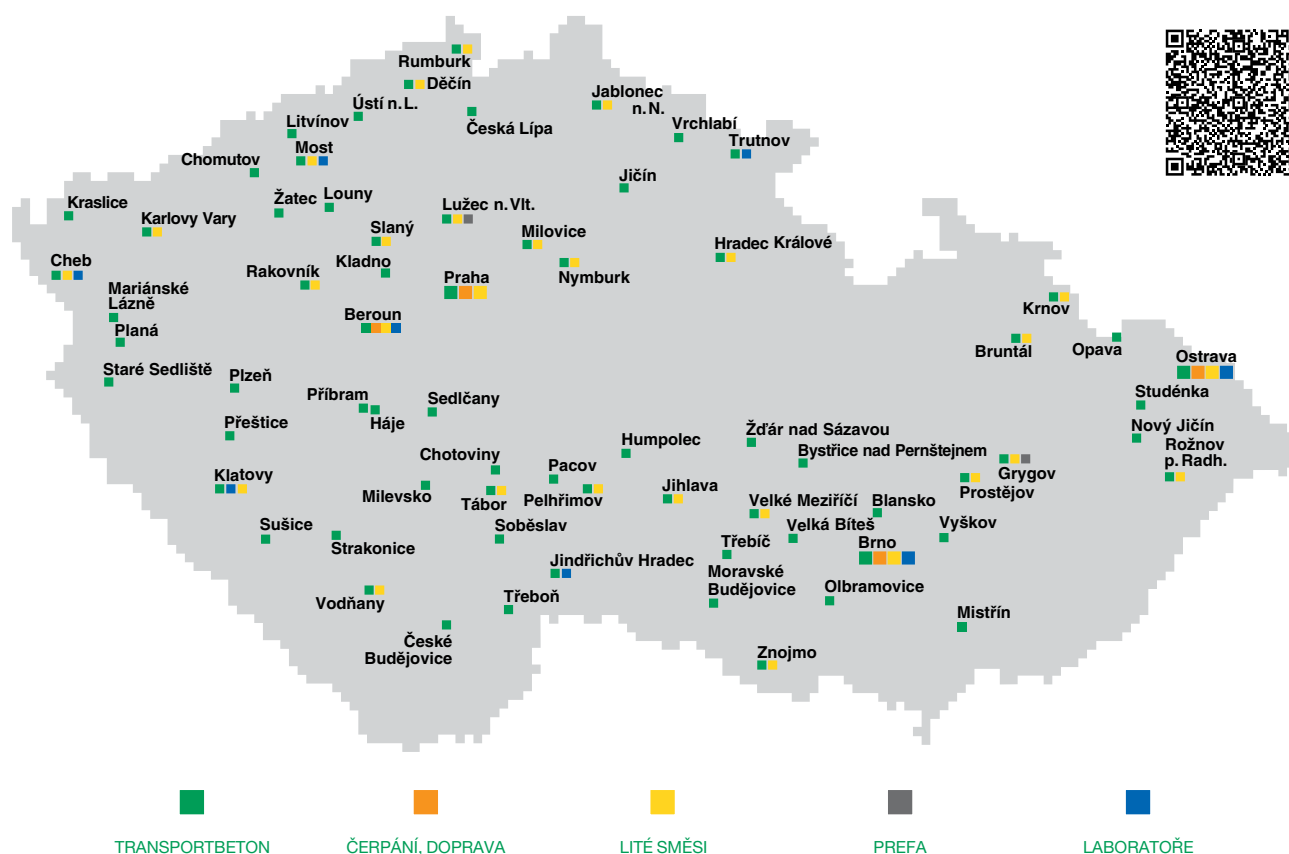 Rumburk
Děčín
Ústí n. L.
Česká Lípa
Jablonec
n. N.
Litvínov
Vrchlabí
Most
Trutnov
Chomutov
Jičín
Kraslice
Žatec
Louny
Lužec n. Vlt.
Karlovy Vary
Slaný
Milovice
Hradec Králové
Cheb
Rakovník
Kladno
Praha
Nymburk
Mariánské
Lázně
Planá
Beroun
Krnov
Bruntál
Opava
Ostrava
Staré Sedliště
Plzeň
Příbram
Háje
Sedlčany
Studénka
Přeštice
Humpolec
Žďár nad Sázavou
Nový Jičín
Bystřice nad Pernštejnem
Rožnov
p. Radh.
Klatovy
Chotoviny
Milevsko
Tábor
Pacov
Pelhřimov
Jihlava
Grygov
Prostějov
Velké Meziříčí
Blansko
Sušice
Strakonice
Soběslav
Velká Bíteš
Vyškov
Třebíč
Brno
Jindřichův Hradec
Moravské
Budějovice
Vodňany
Třeboň
Olbramovice
České
Budějovice
Mistřín
Znojmo
TRANSPORTBETON
ČERPÁNÍ, DOPRAVA
LITÉ SMĚSI
PREFA
LABORATOŘE